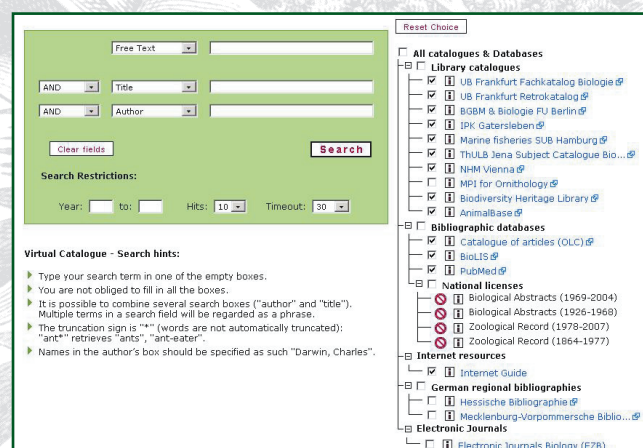 Reset Choice
Free Text
AND Title
AND Author
Clear fields Search
Search Restrictions:
Year: to: Hits: 10 Timeout: 30
Virtual Catalogue - Search hints:
Type your search term in one of the empty boxes.
You are not obliged to fill in all the boxes.
It is possible to combine several search boxes ("author" and "title").
Multiple terms in a search field will be regarded as a phrase.
The truncation sign is "*" (words are not automatically truncated):
"ant*" retrieves "ants", "ant-eater".
Names in the author's box should be specified as such "Darwin, Charles".
All catalogues & Databases
Library catalogues
UB Frankfurt Fachkatalog Biologie
UB Frankfurt Retrokatalog
BGBM & Biologie FU Berlin
IPK Gatersleben
Marine fisheries SUB Hamburg
ThULB Jena Subject Catalogue Bio...
NHM Vienna
MPI for Ornithology
Biodiversity Heritage Library
AnimalBase
Bibliographic databases
Catalogue of articles (OLC)
BioLIS
PubMed
National licenses
Biological Abstracts (1969-2004)
Biological Abstracts (1926-1968)
Zoological Record (1978-2007)
Zoological Record (1864-1977)
Internet resources
Internet Guide
German regional bibliographies
Hessische Bibliographie
Mecklenburg-Vorpommersche Biblio...
Electronic Journals
Electronic Journals Biology (EZB)